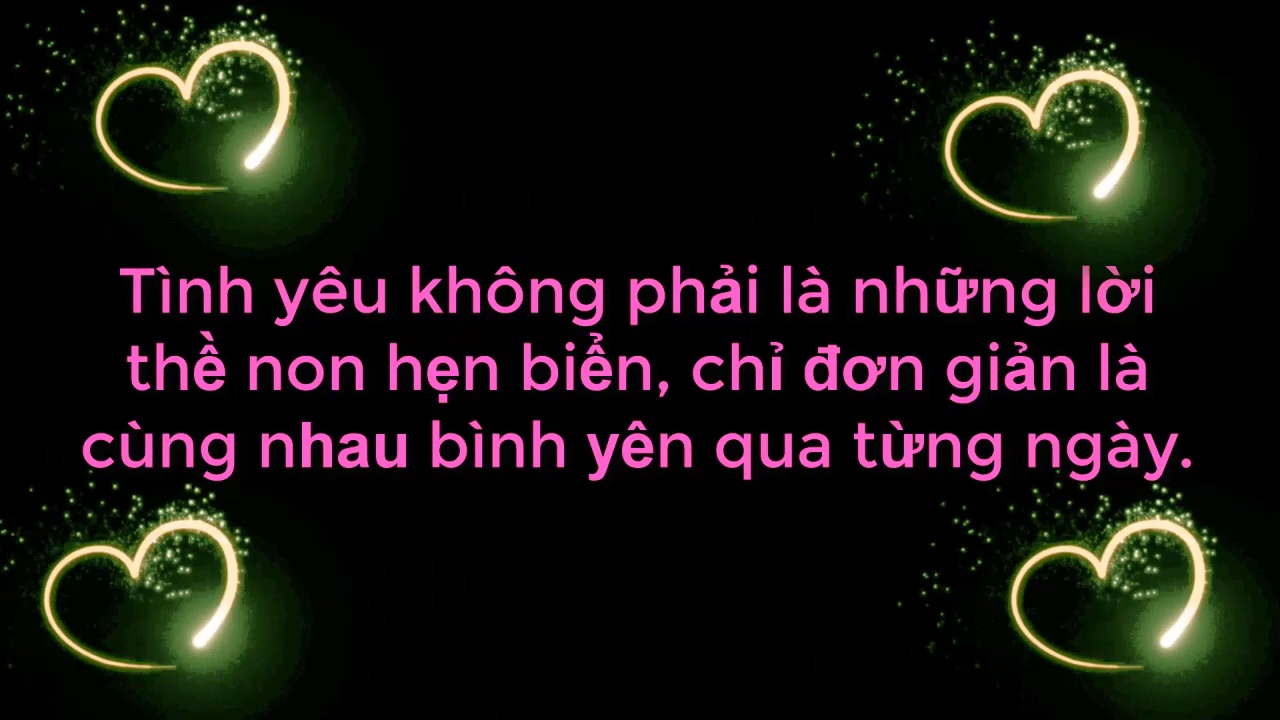 Tình yêu không phải là những lời
thề non hẹn biển, chỉ đơn giản là
cùng nhau bình yên qua từng ngày.